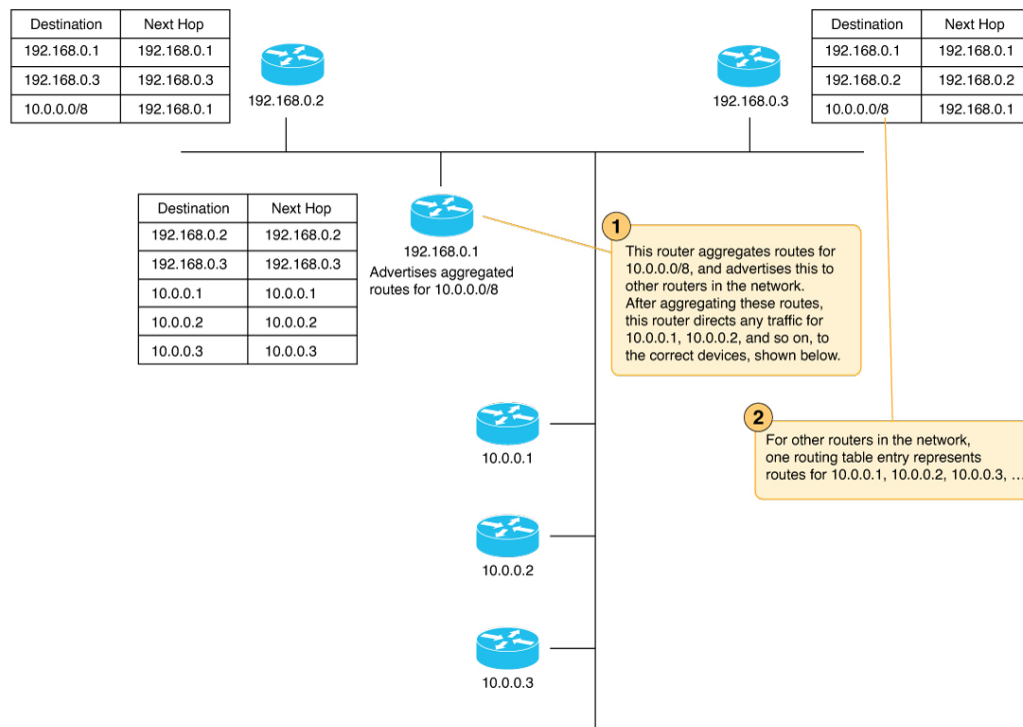 Destination Next Hop
192.168.0.1 192.168.0.1
192.168.0.3 192.168.0.3
10.0.0.0/8 192.168.0.1
192.168.0.2
192.168.0.3
Destination Next Hop
192.168.0.1 192.168.0.1
192.168.0.2 192.168.0.2
10.0.0.0/8 192.168.0.1
Destination Next Hop
192.168.0.2 192.168.0.2
192.168.0.3 192.168.0.3
10.0.0.1 10.0.0.1
10.0.0.2 10.0.0.2
10.0.0.3 10.0.0.3
192.168.0.1
Advertises aggregated
routes for 10.0.0.0/8
1
This router aggregates routes for
10.0.0.0/8, and advertises this to
other routers in the network.
After aggregating these routes,
this router directs any traffic for
10.0.0.1, 10.0.0.2, and so on, to
the correct devices, shown below.
2
For other routers in the network,
one routing table entry represents
routes for 10.0.0.1, 10.0.0.2, 10.0.0.3, ...
10.0.0.1
10.0.0.2
10.0.0.3